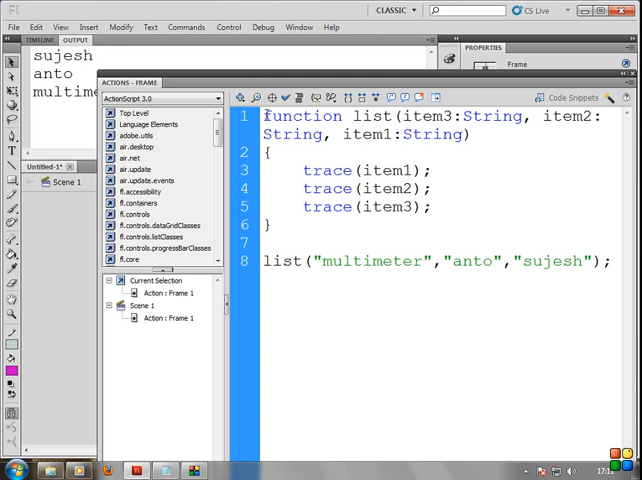 CLASSIC
CS Live
File Edit View Insert Modify Text Commands Control Debug Window Help
TIMELINE OUTPUT
PROPERTIES
sujesh
anto
multime
Frame
ACTIONS - FRAME
ActionScript 3.0
Code Snippets
Top Level
Language Elements
adobe.utils
air.desktop
air.net
air.update
air.update.events
fl.accessibility
fl.containers
fl.controls
fl.controls.dataGridClasses
fl.controls.listClasses
fl.controls.progressBarClasses
fl.core
Current Selection
Action : Frame 1
Scene 1
Action : Frame 1
Untitled-1*
Scene 1
1 function list(item3:String, item2:
String, item1:String)
2 {
3 trace(item1);
4 trace(item2);
5 trace(item3);
6 }
7
8 list("multimeter","anto","sujesh");